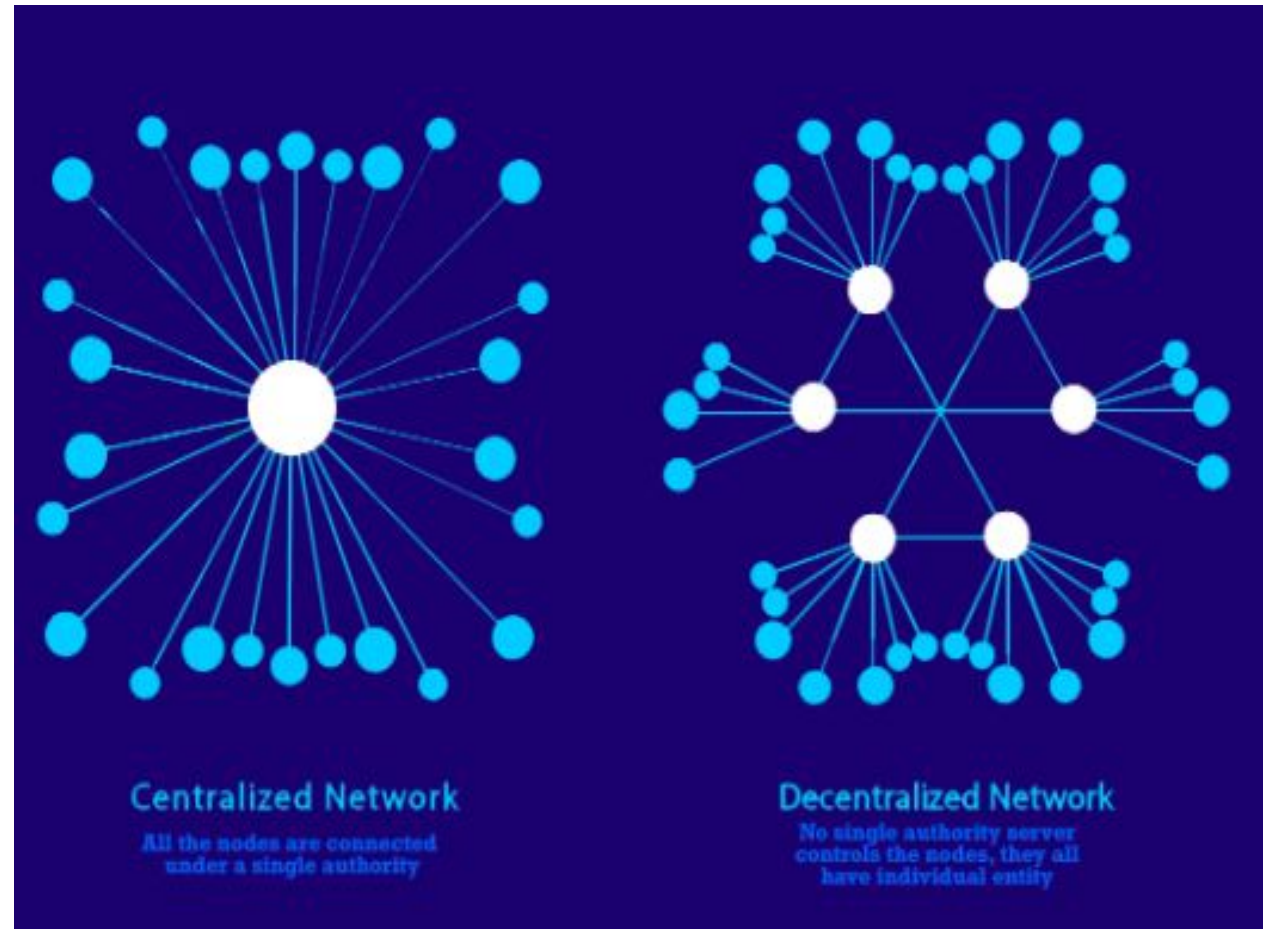 Centralized Network
All the nodes are connected
under a single authority
Decentralized Network
No single authority server
controls the nodes, they all
have individual entity